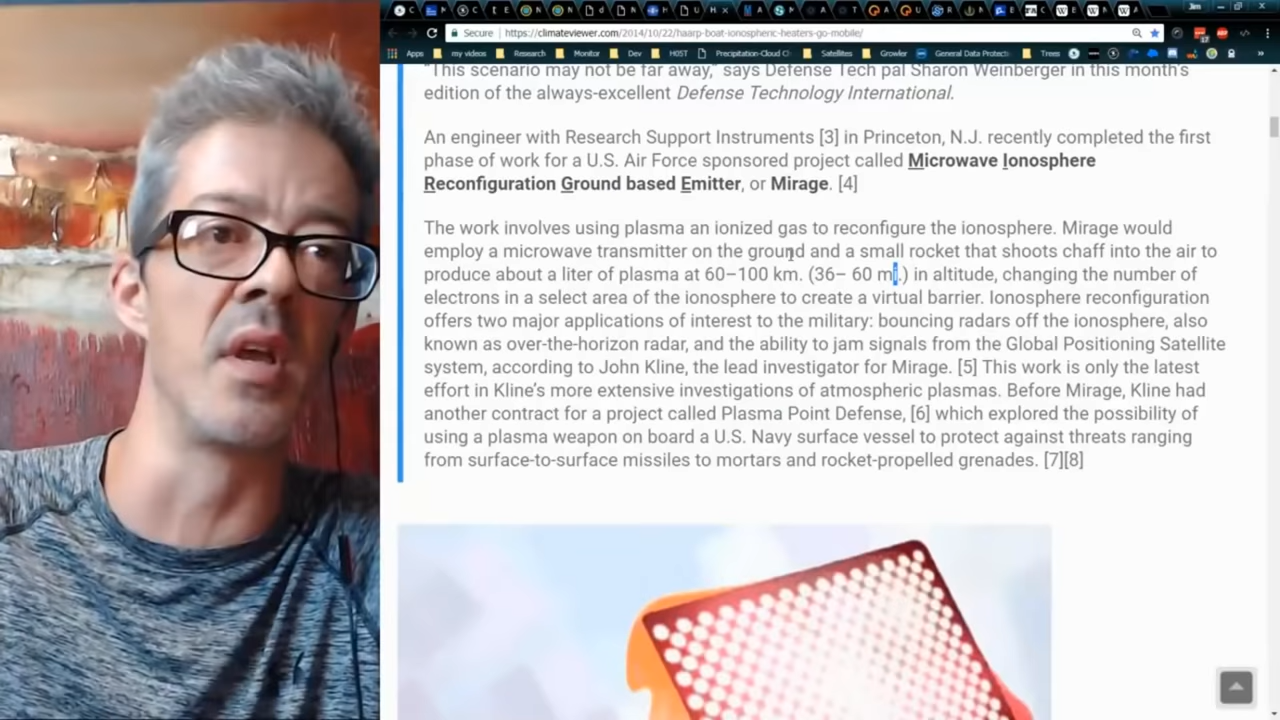 Jim
Secure
https://climateviewer.com/2014/10/22/haarp-boat-ionospheric-heaters-go-mobile/
Apps my videos Research Monitor Dev H0ST Precipitation-Cloud Satellites Crowler General Data Protecti Trees
"This scenario may not be far away," says Defense Tech pal Sharon Weinberger in this month's
edition of the always-excellent Defense Technology International.
An engineer with Research Support Instruments [3] in Princeton, N.J. recently completed the first
phase of work for a U.S. Air Force sponsored project called Microwave Ionosphere
Reconfiguration Ground based Emitter, or Mirage. [4]
The work involves using plasma an ionized gas to reconfigure the ionosphere. Mirage would
employ a microwave transmitter on the ground and a small rocket that shoots chaff into the air to
produce about a liter of plasma at 60–100 km. (36– 60 mi.) in altitude, changing the number of
electrons in a select area of the ionosphere to create a virtual barrier. Ionosphere reconfiguration
offers two major applications of interest to the military: bouncing radars off the ionosphere, also
known as over-the-horizon radar, and the ability to jam signals from the Global Positioning Satellite
system, according to John Kline, the lead investigator for Mirage. [5] This work is only the latest
effort in Kline's more extensive investigations of atmospheric plasmas. Before Mirage, Kline had
another contract for a project called Plasma Point Defense, [6] which explored the possibility of
using a plasma weapon on board a U.S. Navy surface vessel to protect against threats ranging
from surface-to-surface missiles to mortars and rocket-propelled grenades. [7][8]